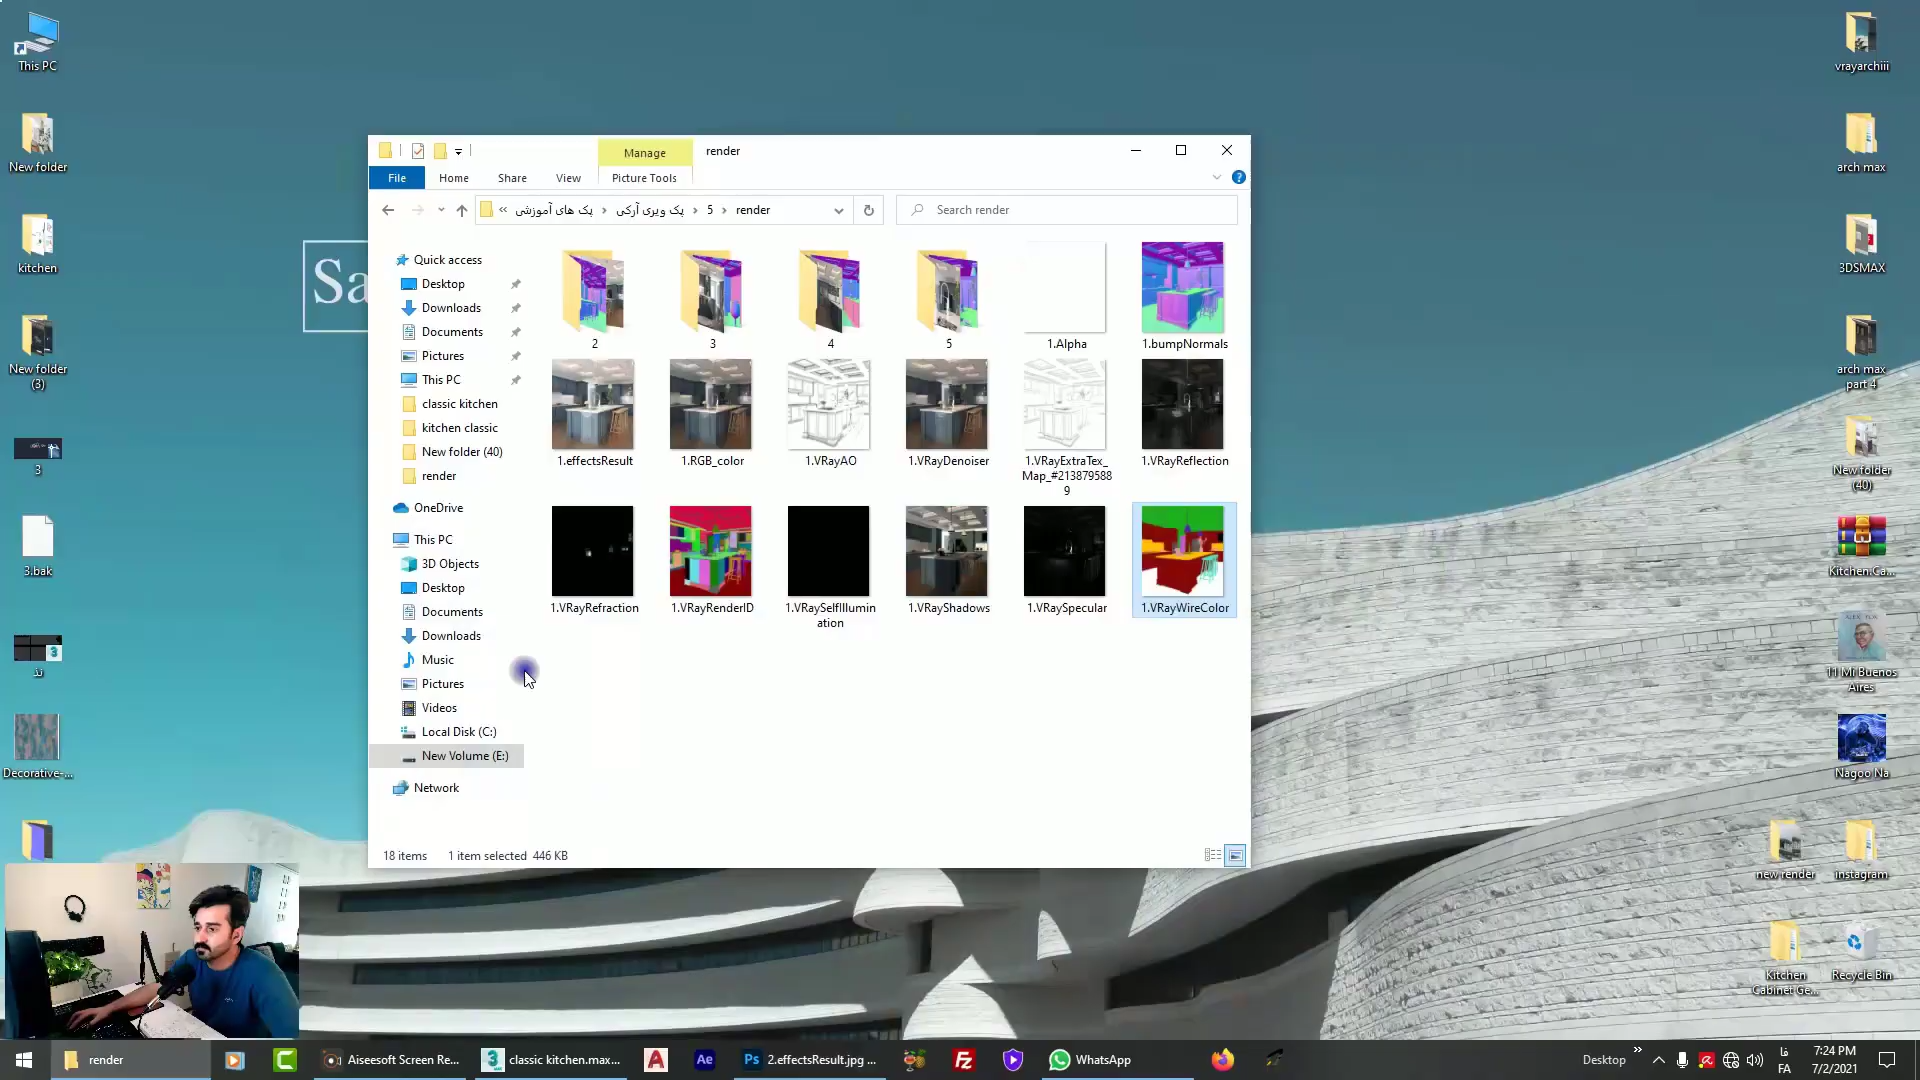 This PC
New folder
kitchen
New folder
(3)
3
3.bak
تد
Decorative-...
Sa
Manage
render
File
Home
Share
View
Picture Tools
« پک های آموزشی › پک ویری آرکی › 5 › render
Search render
Quick access
Desktop
Downloads
Documents
Pictures
This PC
classic kitchen
kitchen classic
New folder (40)
render
OneDrive
This PC
3D Objects
Desktop
Documents
Downloads
Music
Pictures
Videos
Local Disk (C:)
New Volume (E:)
Network
2
3
4
5
1.Alpha
1.bumpNormals
1.effectsResult
1.RGB_color
1.VRayAO
1.VRayDenoiser
1.VRayExtraTex_
Map_#213879588
9
1.VRayReflection
1.VRayRefraction
1.VRayRenderID
1.VRaySelfIllumin
ation
1.VRayShadows
1.VRaySpecular
1.VRayWireColor
18 items
1 item selected 446 KB
vrayarchiii
arch max
3DSMAX
arch max
part 4
New folder
(40)
Kitchen.Ca...
11 Mi Buenos
Aires
Nagoo Na
new render
instagram
Kitchen
Cabinet Ge...
Recycle Bin
render
Aiseesoft Screen Re...
classic kitchen.max...
Ae
Ps
2.effectsResult.jpg ...
WhatsApp
Desktop
»
فا
FA
7:24 PM
7/2/2021